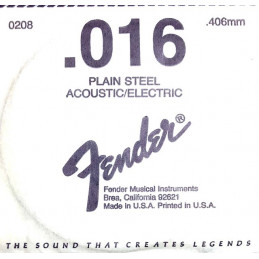 0208 .016 .406mm
PLAIN STEEL
ACOUSTIC/ELECTRIC
Fender®
Fender Musical Instruments
Brea, California 92621
Made in U.S.A. Printed in U.S.A.
THE SOUND THAT CREATES LEGENDS